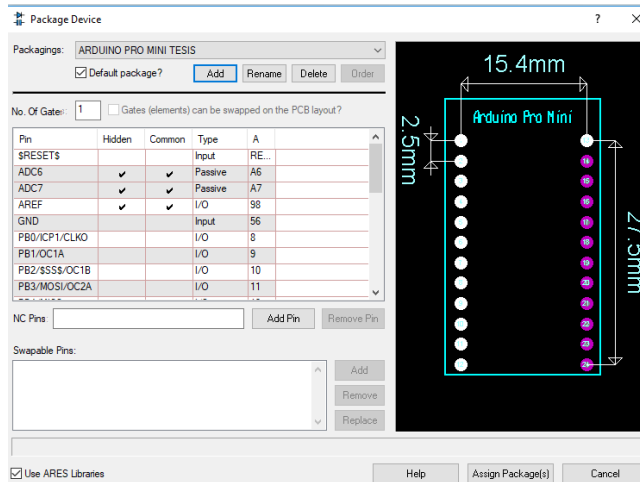 Package Device
? ×
Packagings: ARDUINO PRO MINI TESIS
Default package? Add Rename Delete Order
No. Of Gates: 1 Gates (elements) can be swapped on the PCB layout?
Pin Hidden Common Type A
$RESET$ Input RE...
ADC6 Passive A6
ADC7 Passive A7
AREF I/O 98
GND Input 56
PB0/ICP1/CLKO I/O 8
PB1/OC1A I/O 9
PB2/$SS$/OC1B I/O 10
PB3/MOSI/OC2A I/O 11
NC Pins: Add Pin Remove Pin
Swapable Pins:
Add
Remove
Replace
Use ARES Libraries
Help Assign Package(s) Cancel
15.4mm
Arduino Pro Mini
2.5mm
27.5mm
18
19
20
21
22
23
24